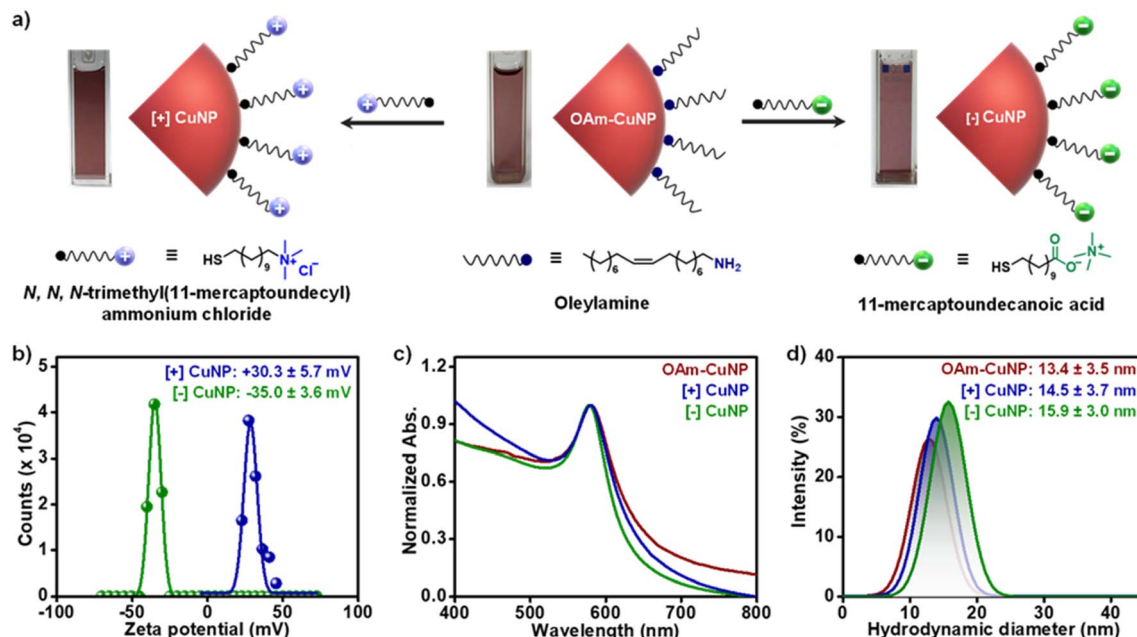 a)
[+] CuNP
OAm-CuNP
[-] CuNP
+ + + + + + −
− − − −
≡ HS 9 N⁺ Cl⁻
≡ 6 6 NH₂
≡ HS 9 O O⁻ N⁺
N, N, N-trimethyl(11-mercaptoundecyl)
ammonium chloride
Oleylamine
11-mercaptoundecanoic acid
b)
[+] CuNP: +30.3 ± 5.7 mV
[-] CuNP: -35.0 ± 3.6 mV
Counts (x 10⁴)
5
4
3
2
1
0
-100 -50 0 50 100
Zeta potential (mV)
c)
OAm-CuNP
[+] CuNP
[-] CuNP
Normalized Abs.
1.2
0.9
0.6
0.3
0.0
400 500 600 700 800
Wavelength (nm)
d)
OAm-CuNP: 13.4 ± 3.5 nm
[+] CuNP: 14.5 ± 3.7 nm
[-] CuNP: 15.9 ± 3.0 nm
Intensity (%)
40
30
20
10
0
0 10 20 30 40
Hydrodynamic diameter (nm)